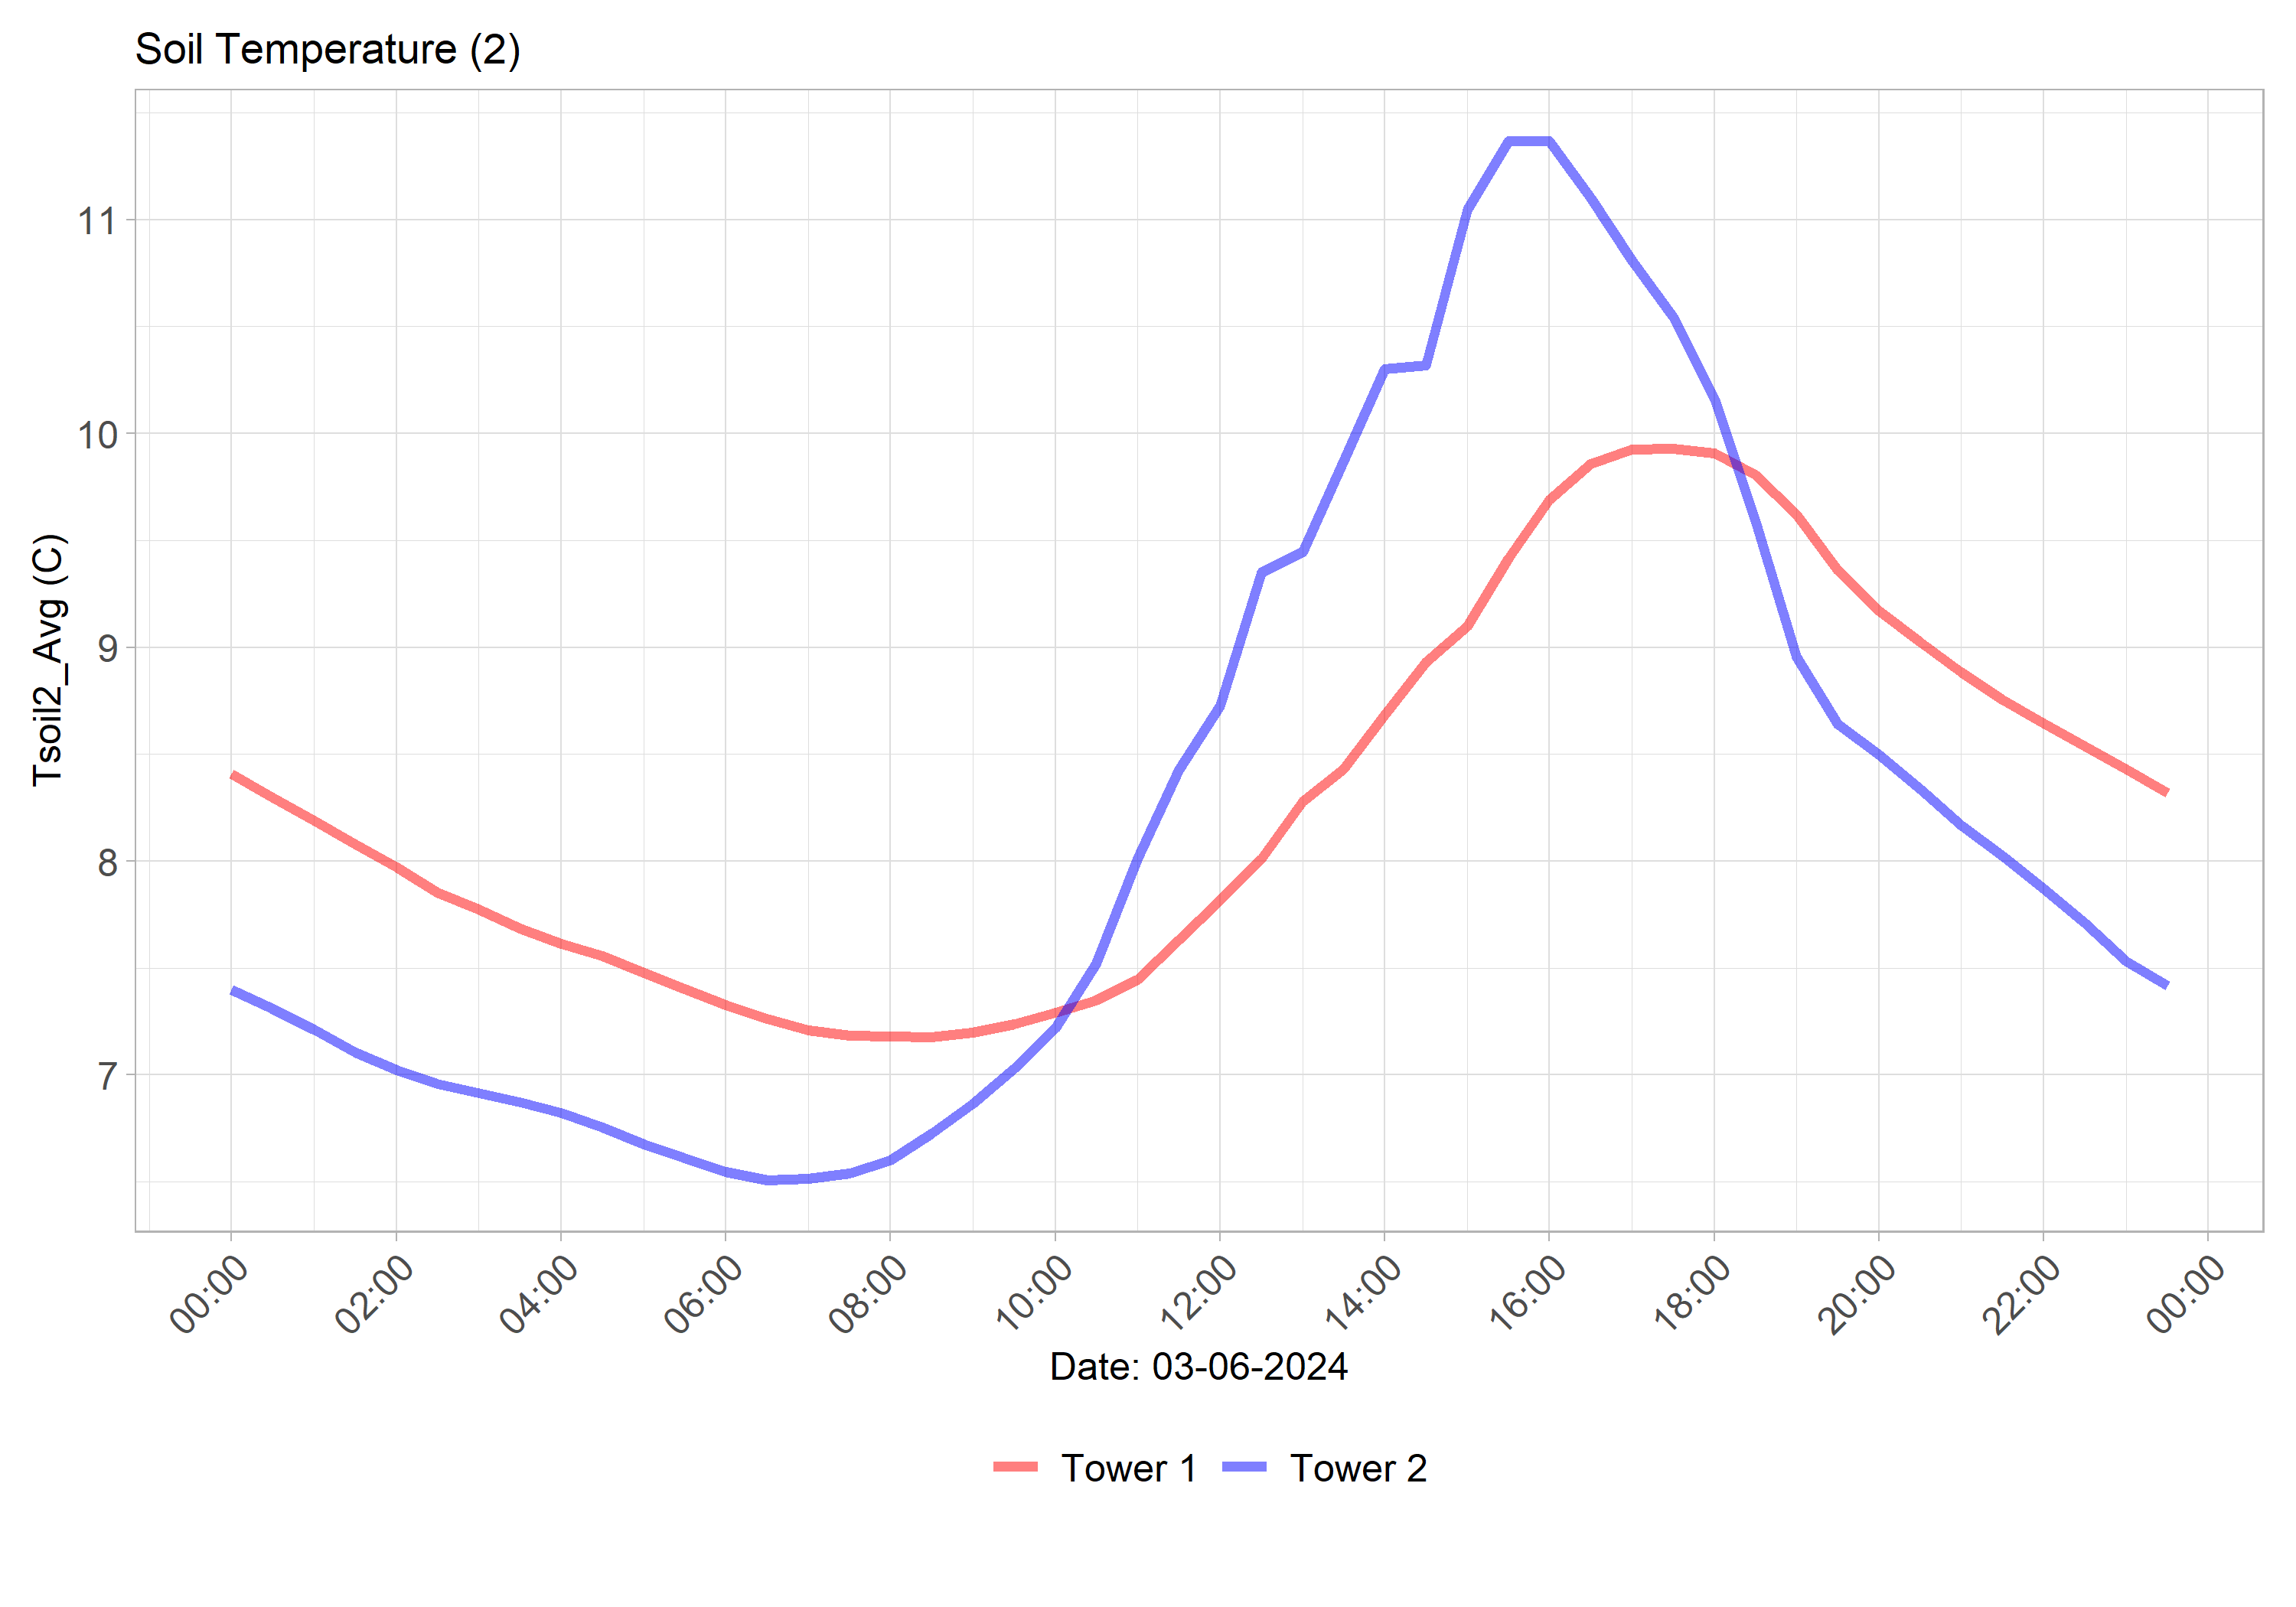 Soil Temperature (2)
Tsoil2_Avg (C)
11
10
9
8
7
00:00 02:00 04:00 06:00 08:00 10:00 12:00 14:00 16:00 18:00 20:00 22:00 00:00
Date: 03-06-2024
Tower 1 Tower 2